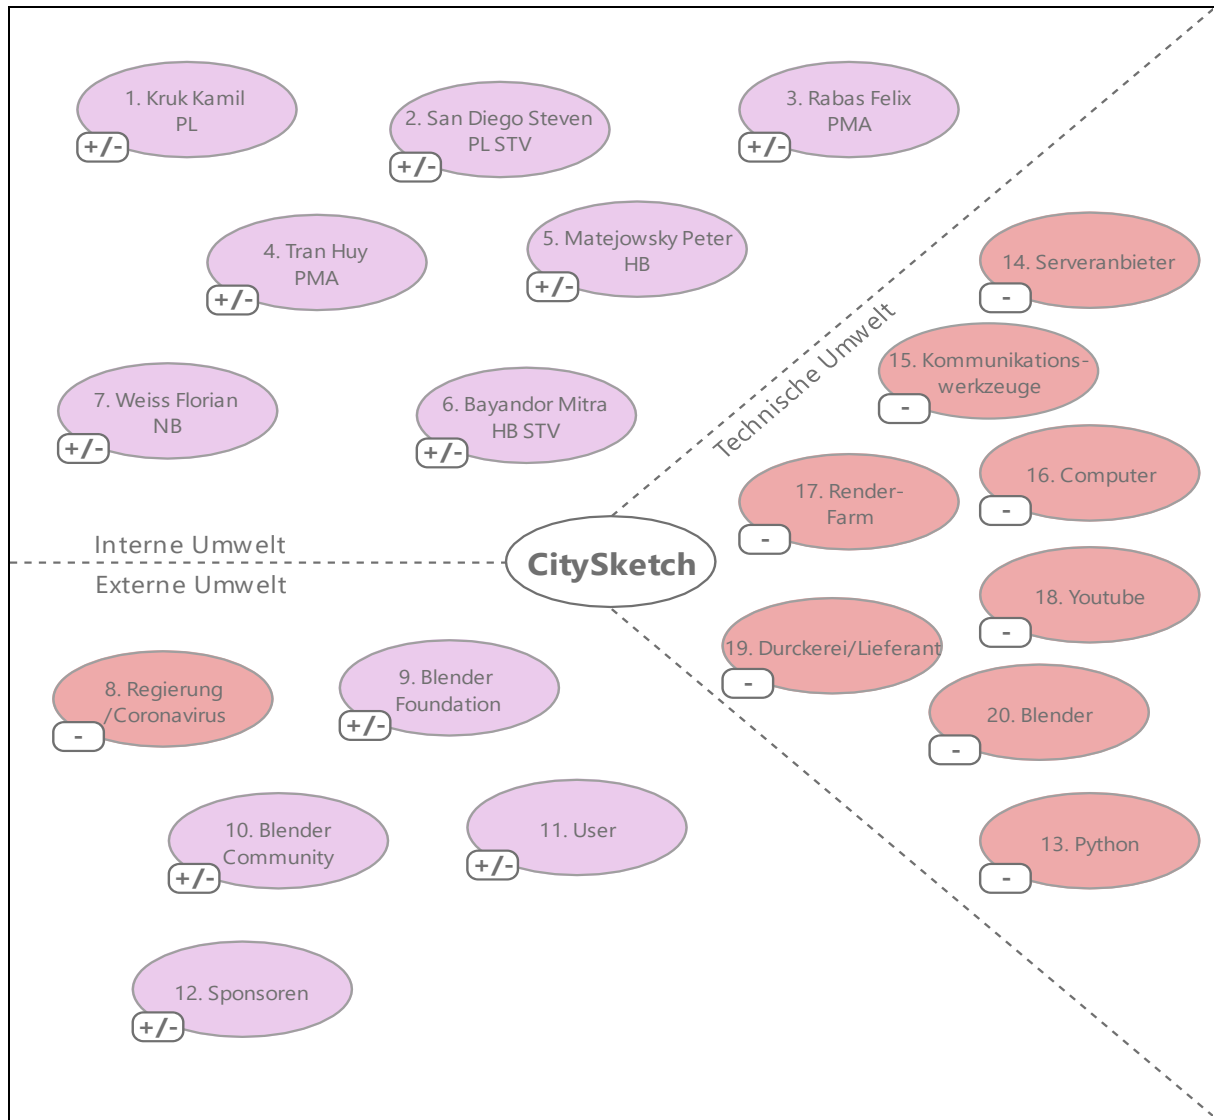 1. Kruk Kamil
PL
+/-
2. San Diego Steven
PL STV
+/-
3. Rabas Felix
PMA
+/-
4. Tran Huy
PMA
+/-
5. Matejowsky Peter
HB
+/-
7. Weiss Florian
NB
+/-
6. Bayandor Mitra
HB STV
+/-
Interne Umwelt
Externe Umwelt
CitySketch
Technische Umwelt
14. Serveranbieter
-
15. Kommunikations-
werkzeuge
-
16. Computer
-
17. Render-
Farm
-
18. Youtube
-
19. Durckerei/Lieferant
-
20. Blender
-
13. Python
-
8. Regierung
/Coronavirus
-
9. Blender
Foundation
+/-
10. Blender
Community
+/-
11. User
+/-
12. Sponsoren
+/-